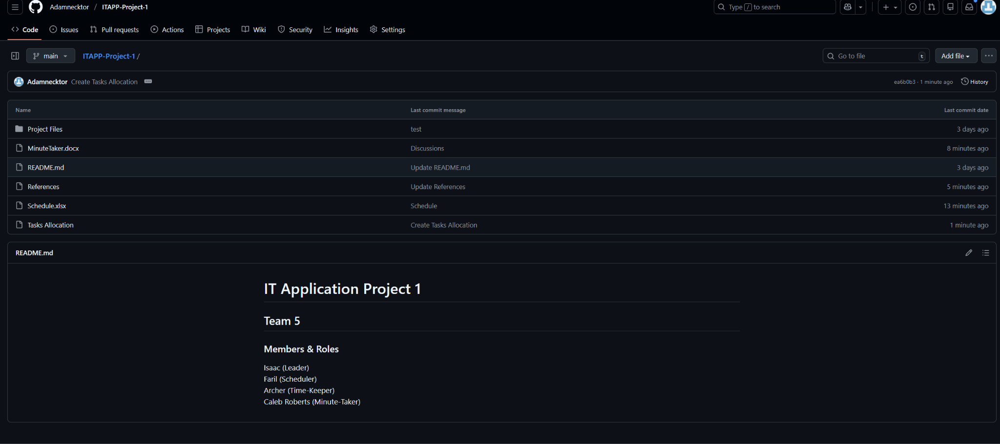 Adamnecktor / ITAPP-Project-1
Type / to search
Code Issues Pull requests Actions Projects Wiki Security Insights Settings
main ITAPP-Project-1 / Go to file t Add file
Adamnecktor Create Tasks Allocation ea6b0b3 · 1 minute ago History
Name Last commit message Last commit date
Project Files test 3 days ago
MinuteTaker.docx Discussions 8 minutes ago
README.md Update README.md 3 days ago
References Update References 5 minutes ago
Schedule.xlsx Schedule 13 minutes ago
Tasks Allocation Create Tasks Allocation 1 minute ago
README.md
IT Application Project 1
Team 5
Members & Roles
Isaac (Leader)
Faril (Scheduler)
Archer (Time-Keeper)
Caleb Roberts (Minute-Taker)